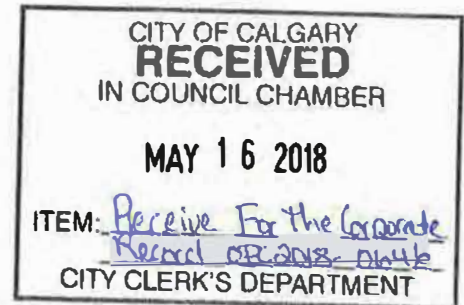 CITY OF CALGARY
RECEIVED
IN COUNCIL CHAMBER
MAY 16 2018
ITEM: Receive For the Corporate
Record
CITY CLERK'S DEPARTMENT